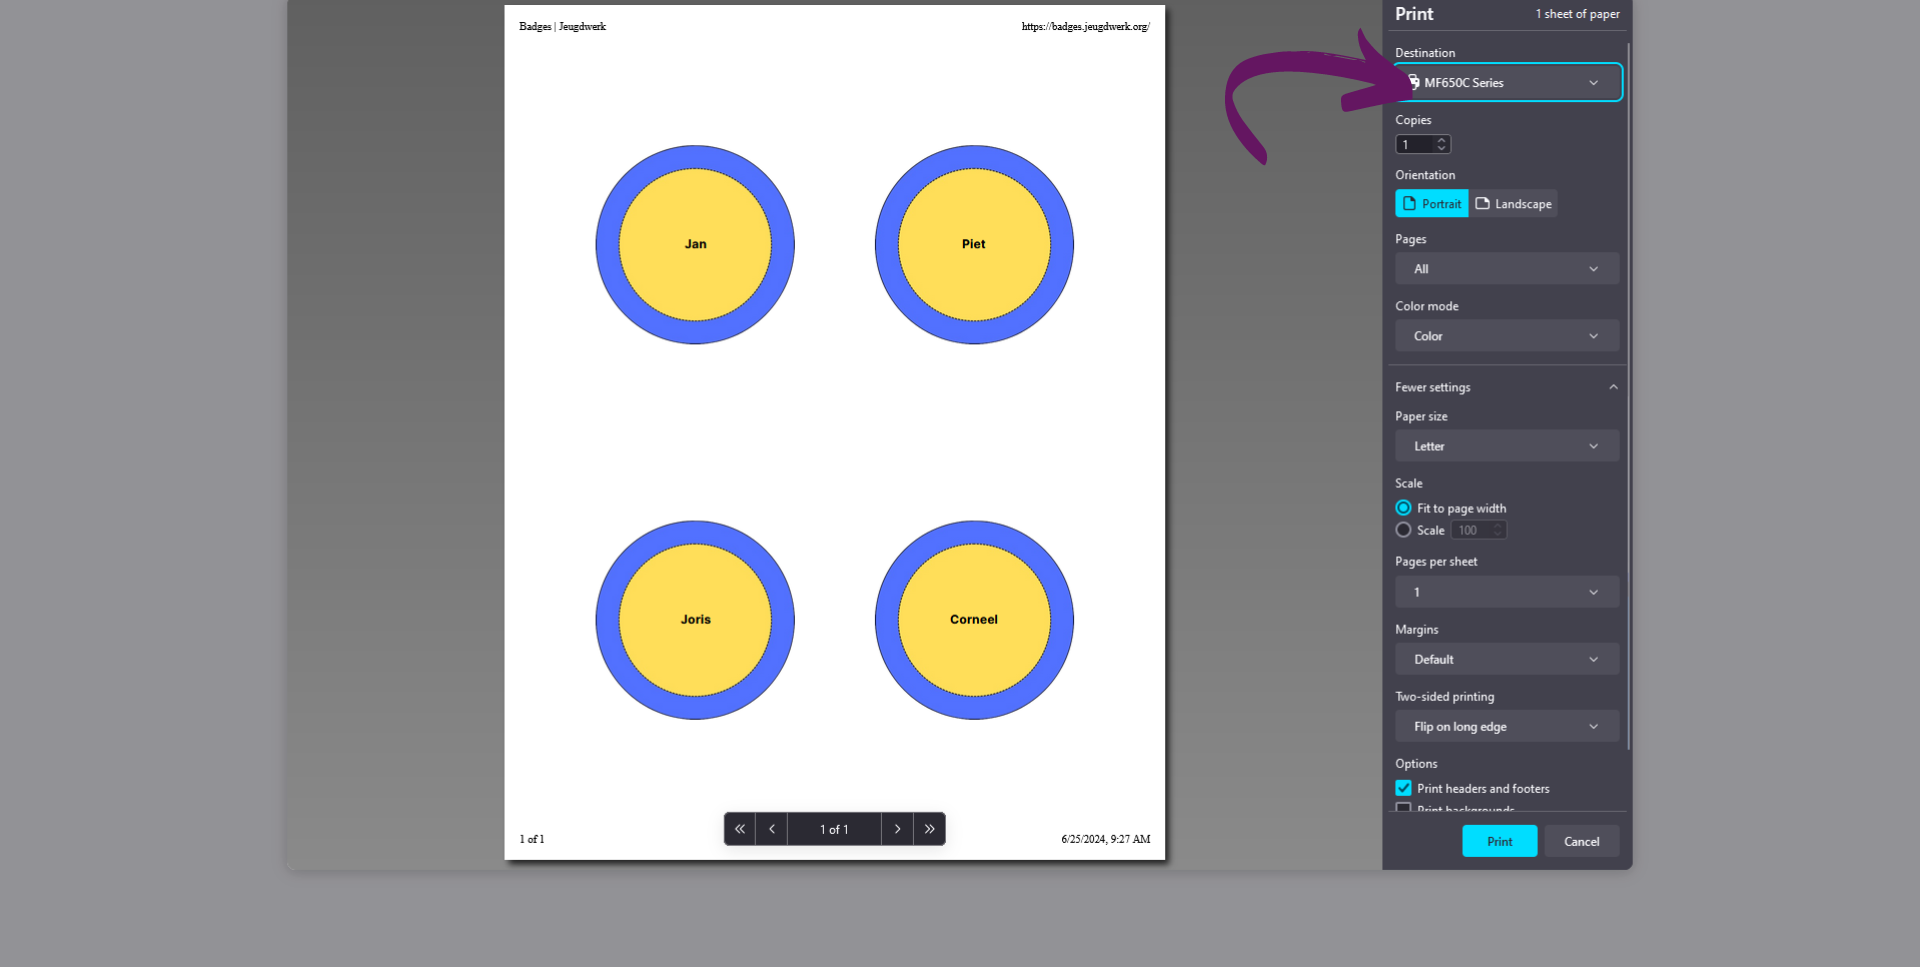 Badges | Jeugdwerk
https://badges.jeugdwerk.org/
Jan
Piet
Joris
Corneel
1 of 1
1 of 1
6/25/2024, 9:27 AM
Print
1 sheet of paper
Destination
MF650C Series
Copies
1
Orientation
Portrait
Landscape
Pages
All
Color mode
Color
Fewer settings
Paper size
Letter
Scale
Fit to page width
Scale 100
Pages per sheet
1
Margins
Default
Two-sided printing
Flip on long edge
Options
Print headers and footers
Print backgrounds
Print
Cancel